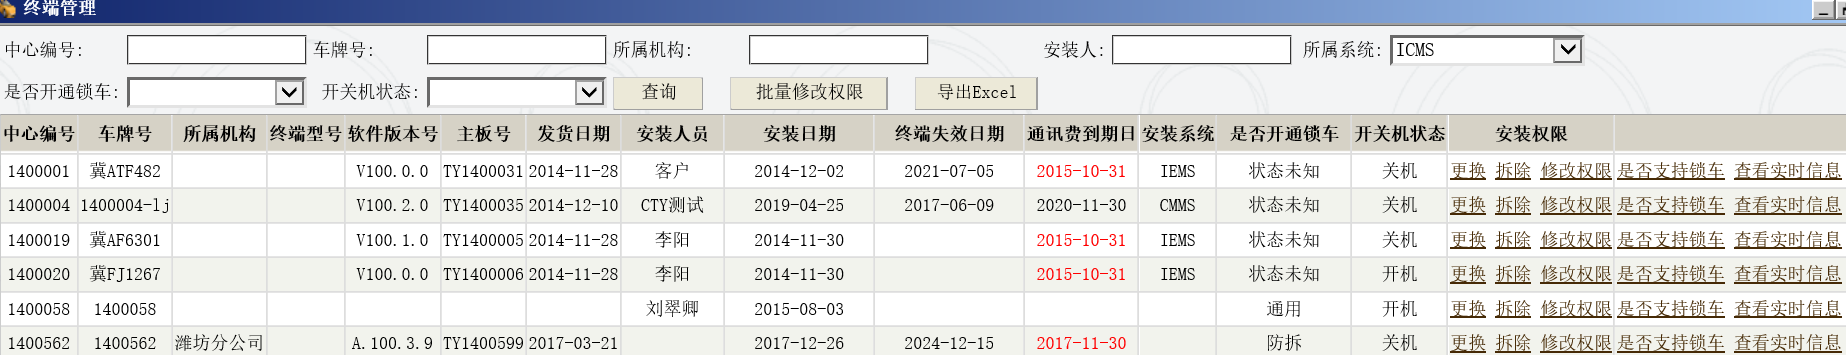 终端管理
中心编号: 车牌号: 所属机构: 安装人: 所属系统: ICMS
是否开通锁车: 开关机状态: 查询 批量修改权限 导出Excel
中心编号 车牌号 所属机构 终端型号 软件版本号 主板号 发货日期 安装人员 安装日期 终端失效日期 通讯费到期日 安装系统 是否开通锁车 开关机状态 安装权限
1400001 冀ATF482 V100.0.0 TY1400031 2014-11-28 客户 2014-12-02 2021-07-05 2015-10-31 IEMS 状态未知 关机 更换 拆除 修改权限 是否支持锁车 查看实时信息
1400004 1400004-lj V100.2.0 TY1400035 2014-12-10 CTY测试 2019-04-25 2017-06-09 2020-11-30 CMMS 状态未知 关机 更换 拆除 修改权限 是否支持锁车 查看实时信息
1400019 冀AF6301 V100.1.0 TY1400005 2014-11-28 李阳 2014-11-30 2015-10-31 IEMS 状态未知 关机 更换 拆除 修改权限 是否支持锁车 查看实时信息
1400020 冀FJ1267 V100.0.0 TY1400006 2014-11-28 李阳 2014-11-30 2015-10-31 IEMS 状态未知 开机 更换 拆除 修改权限 是否支持锁车 查看实时信息
1400058 1400058 刘翠卿 2015-08-03 通用 开机 更换 拆除 修改权限 是否支持锁车 查看实时信息
1400562 1400562 潍坊分公司 A.100.3.9 TY1400599 2017-03-21 2017-12-26 2024-12-15 2017-11-30 防拆 关机 更换 拆除 修改权限 是否支持锁车 查看实时信息